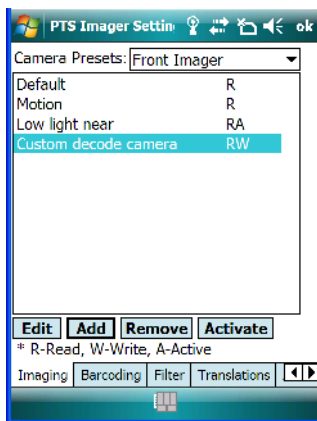 PTS Imager Settin ok
Camera Presets: Front Imager
Default R
Motion R
Low light near RA
Custom decode camera RW
Edit Add Remove Activate
* R-Read, W-Write, A-Active
Imaging Barcoding Filter Translations